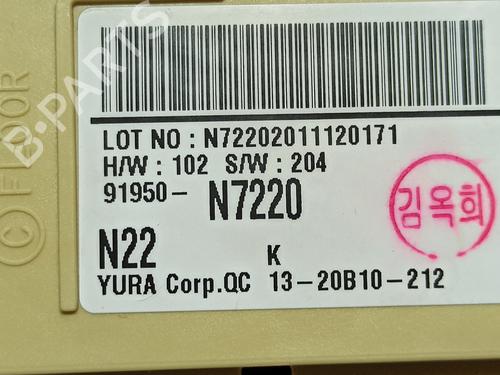 LOT NO : N72202011120171
H/W : 102 S/W : 204
91950- N7220
김옥희
N22 K
YURA Corp.QC 13-20B10-212
©FLOOR
B-PARTS